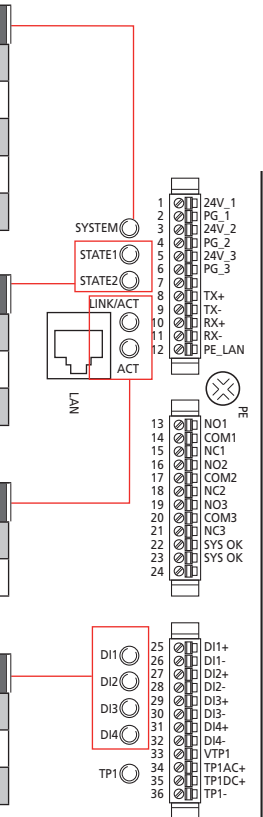 SYSTEM
STATE1
STATE2
LINK/ACT
ACT
LAN
1 24V_1
2 PG_1
3 24V_2
4 PG_2
5 24V_3
6 PG_3
7
8 TX+
9 TX-
10 RX+
11 RX-
12 PE_LAN
PE
13 NO1
14 COM1
15 NC1
16 NO2
17 COM2
18 NC2
19 NO3
20 COM3
21 NC3
22 SYS OK
23 SYS OK
24
DI1
DI2
DI3
DI4
TP1
25 DI1+
26 DI1-
27 DI2+
28 DI2-
29 DI3+
30 DI3-
31 DI4+
32 DI4-
33 VTP1
34 TP1AC+
35 TP1DC+
36 TP1-